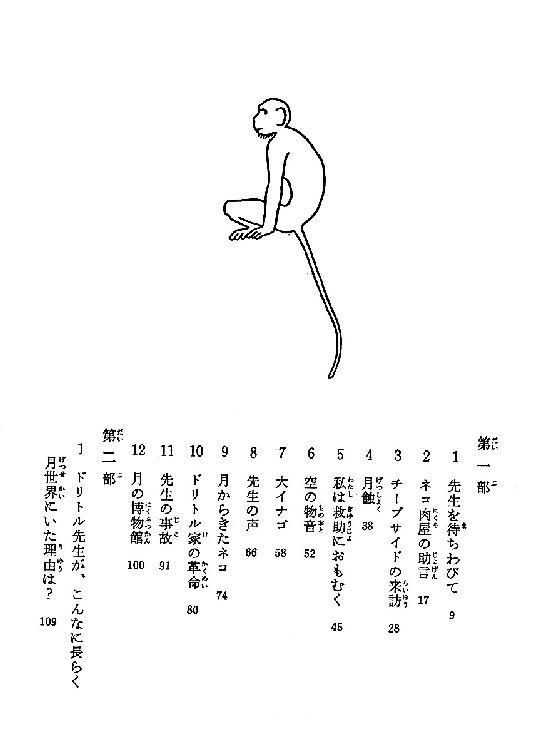 第一部
1 先生を待ちわびて 9
2 ネコ肉屋の助言 17
3 チープサイドの来訪 28
4 月蝕 38
5 私は救助におもむく 45
6 空の物音 52
7 大イナゴ 58
8 先生の声 66
9 月からきたネコ 74
10 ドリトル家の革命 80
11 先生の事故 91
12 月の博物館 100
第二部
1 ドリトル先生が、こんなに長らく
月世界にいた理由は? 109